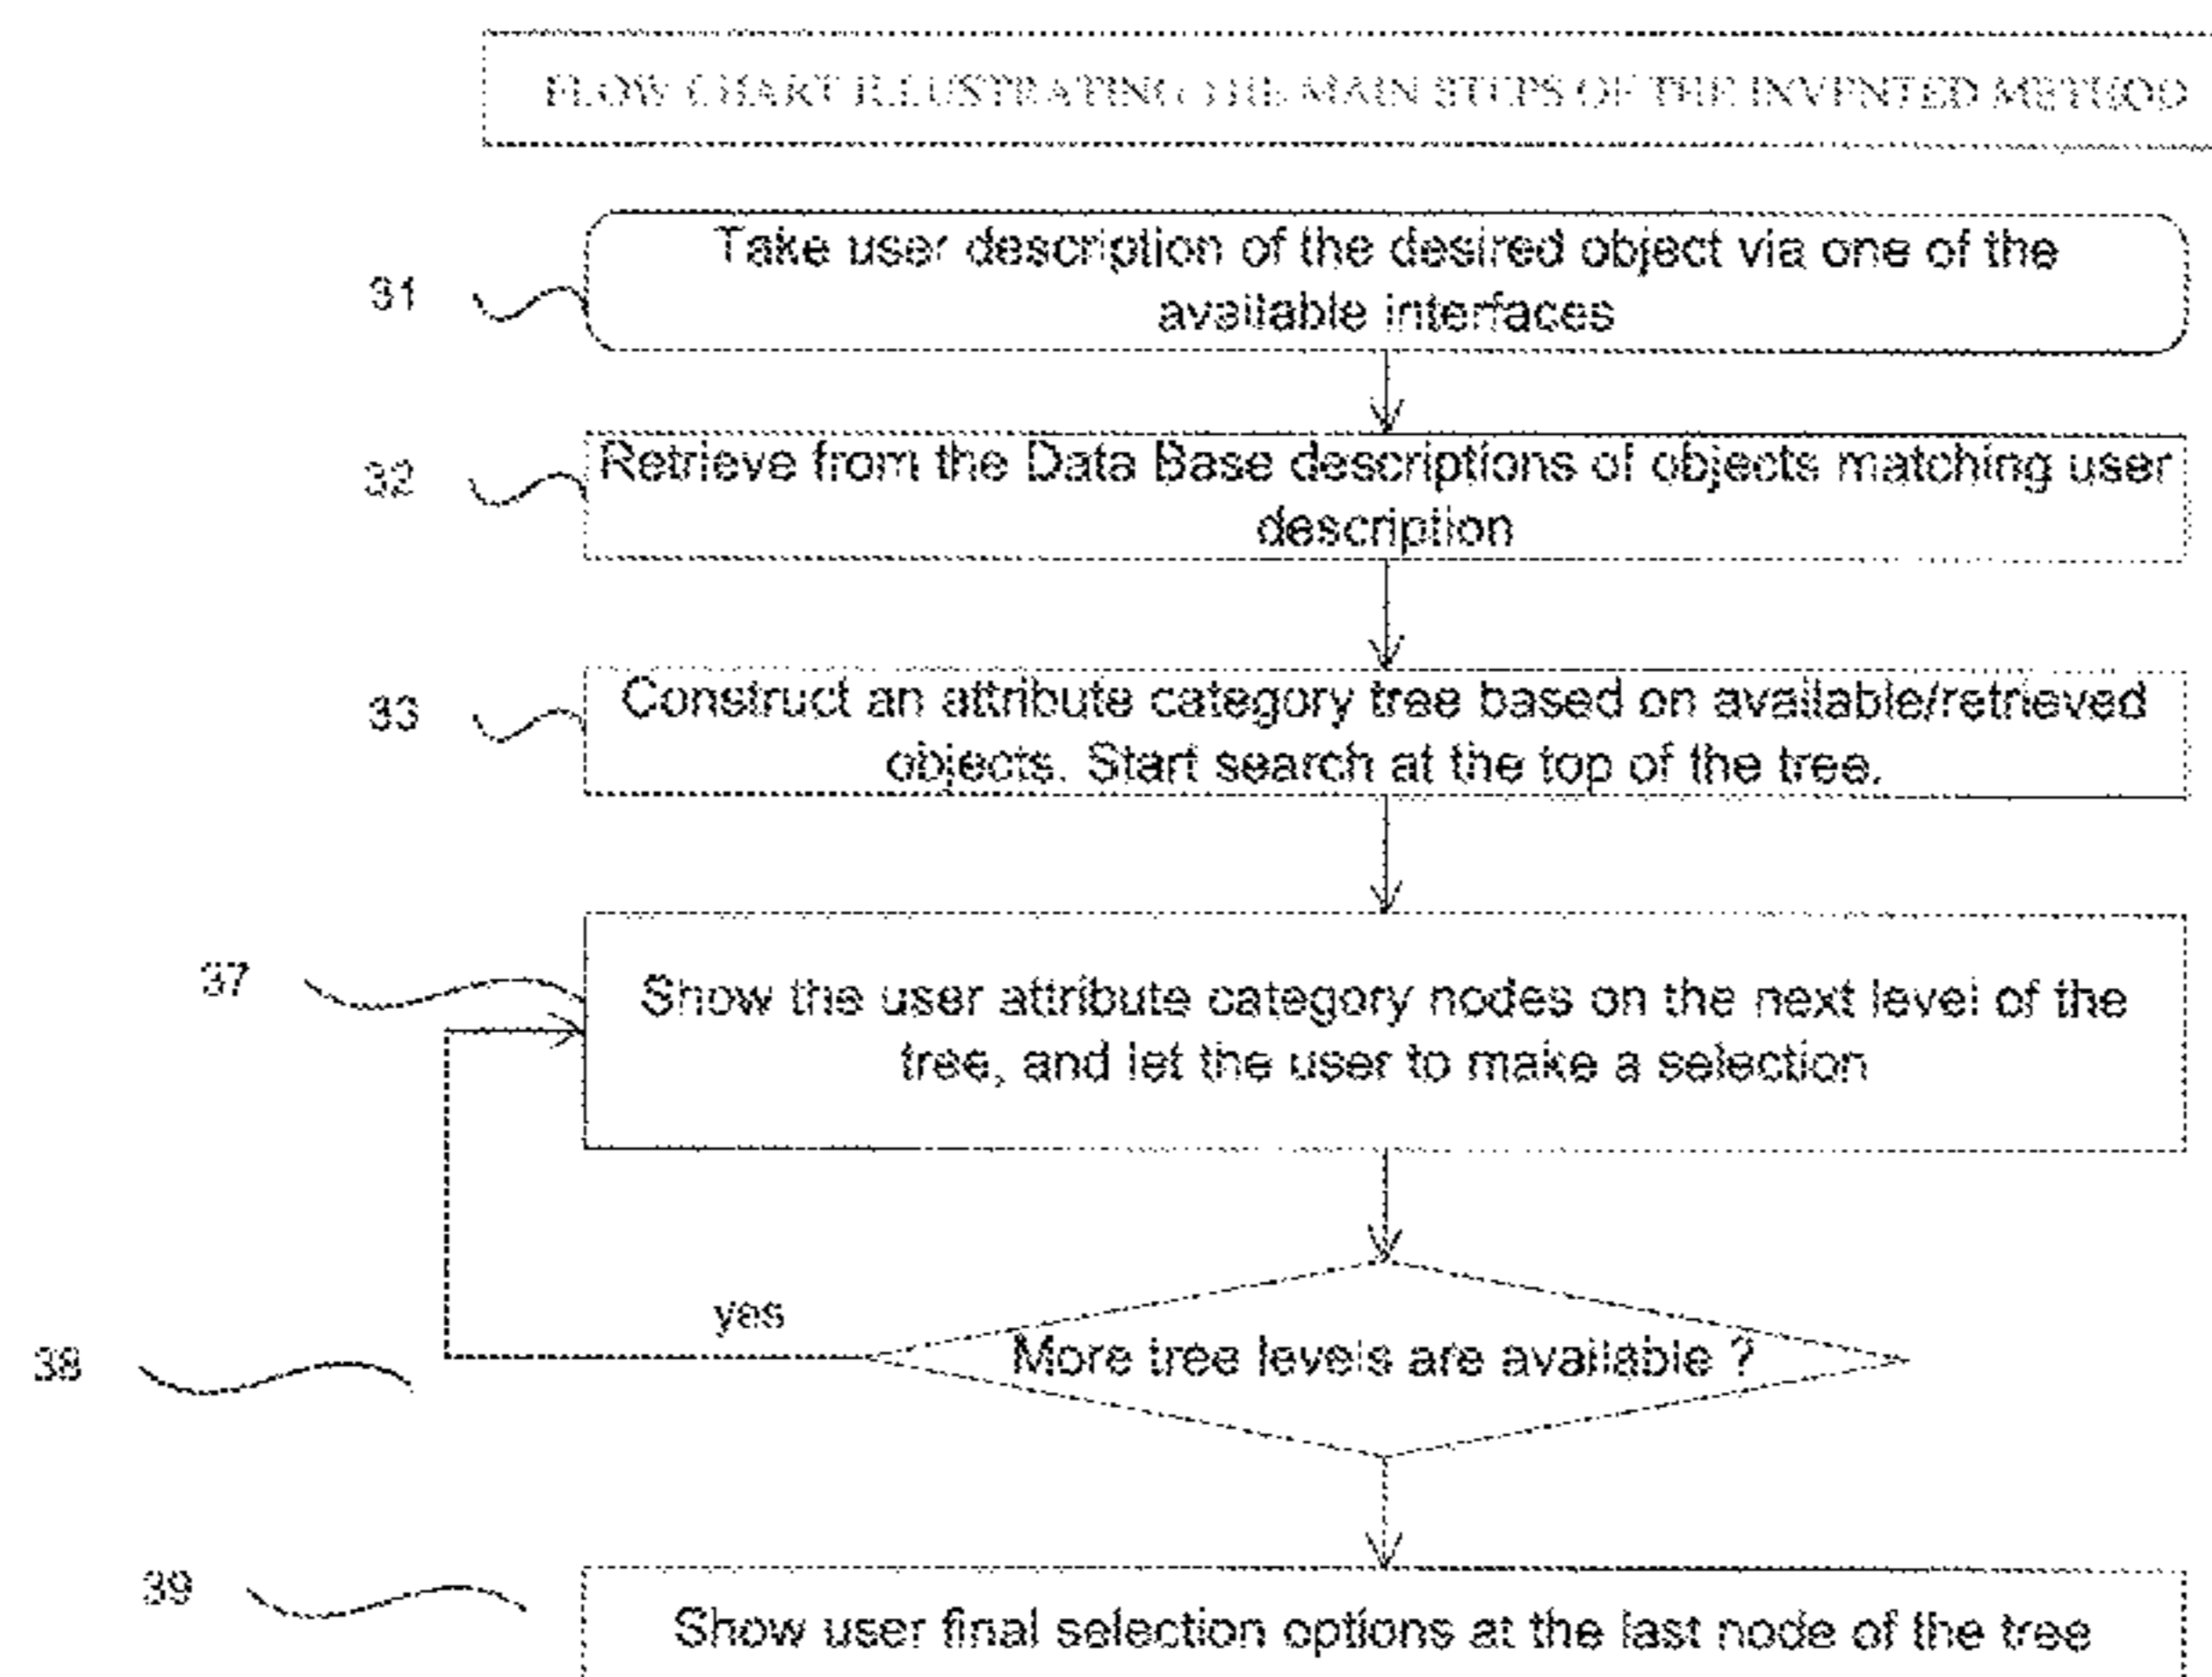 FLOW CHART ILLUSTRATING THE MAIN STEPS OF THE INVENTED METHOD
31
Take user description of the desired object via one of the
available interfaces
32
Retrieve from the Data Base descriptions of objects matching user
description
33
Construct an attribute category tree based on available/retrieved
objects. Start search at the top of the tree.
37
Show the user attribute category nodes on the next level of the
tree, and let the user to make a selection
yes
38
More tree levels are available ?
39
Show user final selection options at the last node of the tree